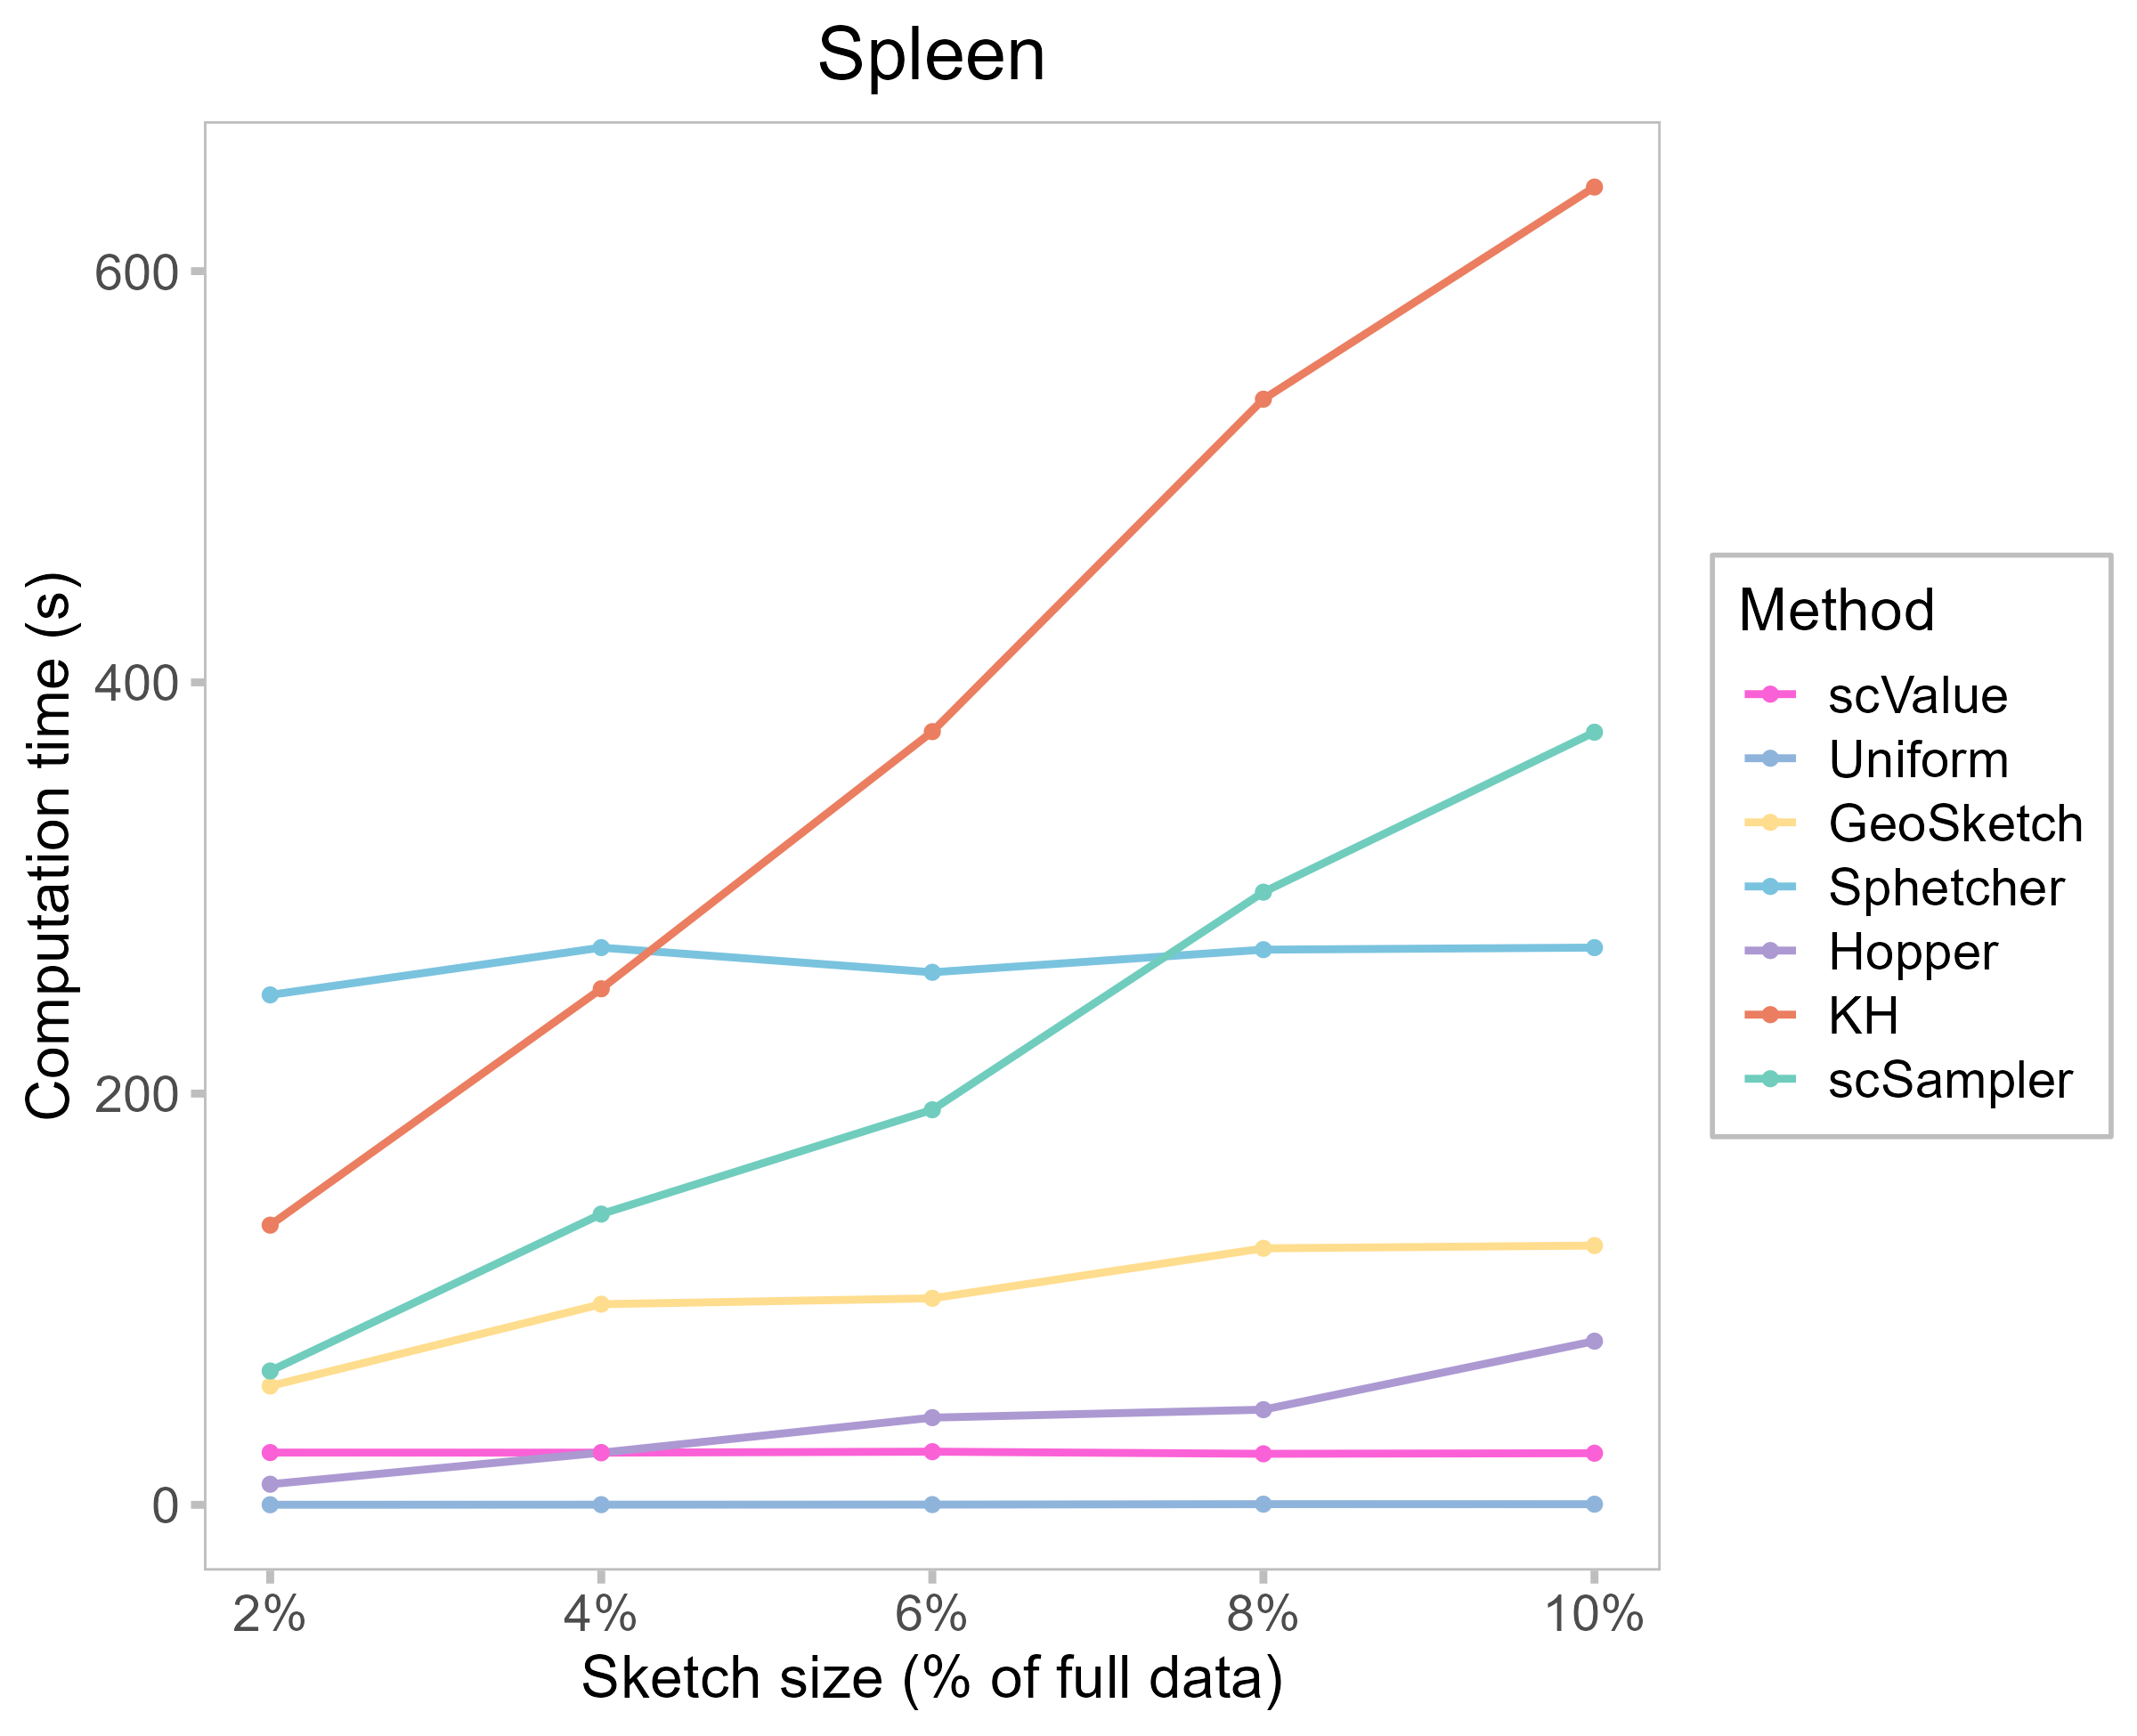 Spleen
Computation time (s)
600
400
200
0
2% 4% 6% 8% 10%
Sketch size (% of full data)
Method
scValue
Uniform
GeoSketch
Sphetcher
Hopper
KH
scSampler